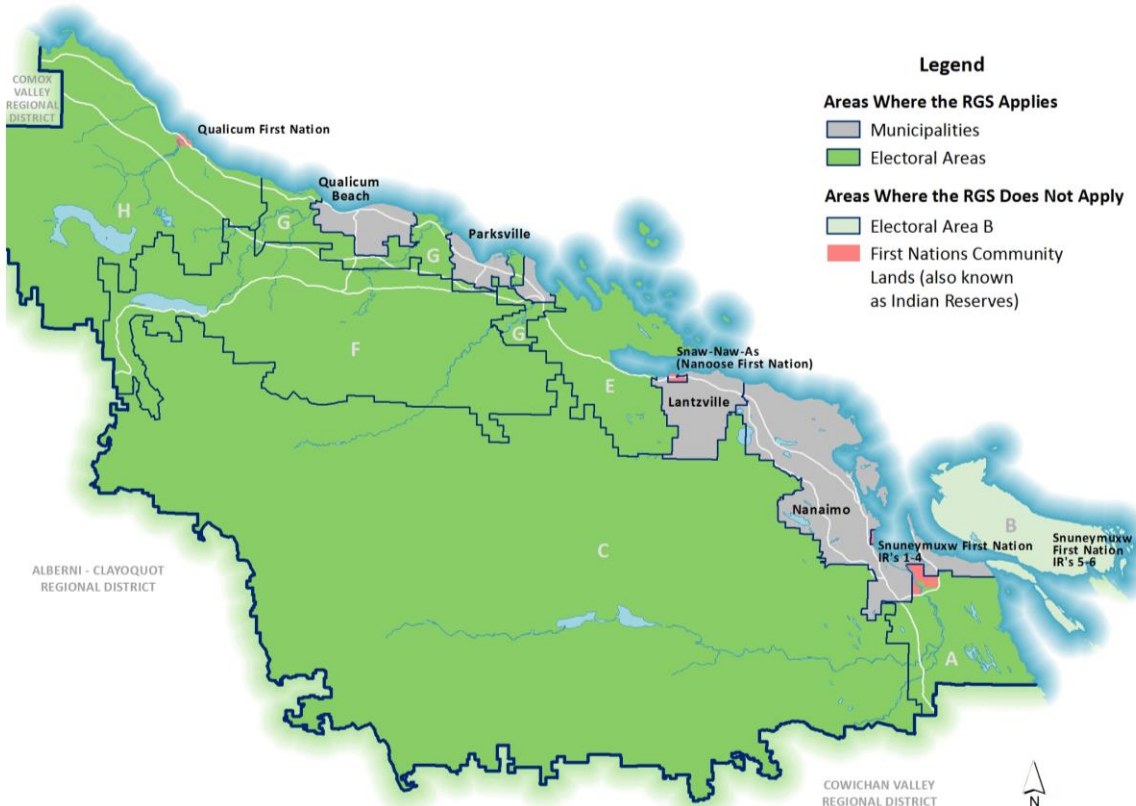 Legend
Areas Where the RGS Applies
Municipalities
Electoral Areas
Areas Where the RGS Does Not Apply
Electoral Area B
First Nations Community
Lands (also known
as Indian Reserves)
COMOX
VALLEY
REGIONAL
DISTRICT
Qualicum First Nation
Qualicum
Beach
Parksville
H
G
G
G
F
E
Snaw-Naw-As
(Nanoose First Nation)
Lantzville
Nanaimo
C
B
Snuneymuxw First Nation
IR's 1-4
Snuneymuxw
First Nation
IR's 5-6
A
ALBERNI - CLAYOQUOT
REGIONAL DISTRICT
COWICHAN VALLEY
REGIONAL DISTRICT
N